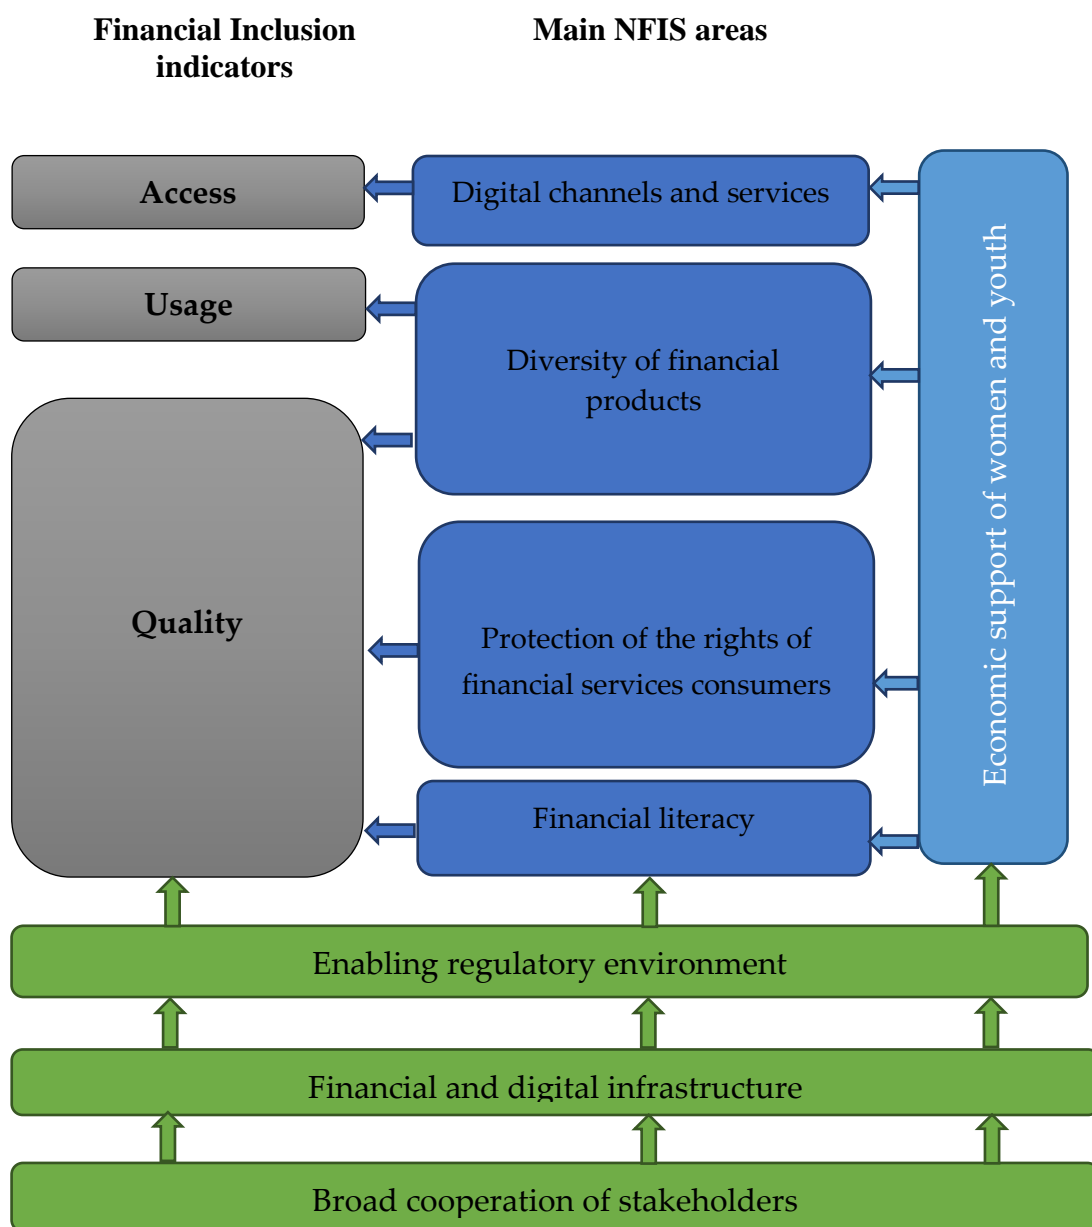 Financial Inclusion
indicators
Main NFIS areas
Access
Digital channels and services
Usage
Diversity of financial
products
Quality
Protection of the rights of
financial services consumers
Financial literacy
Economic support of women and youth
Enabling regulatory environment
Financial and digital infrastructure
Broad cooperation of stakeholders